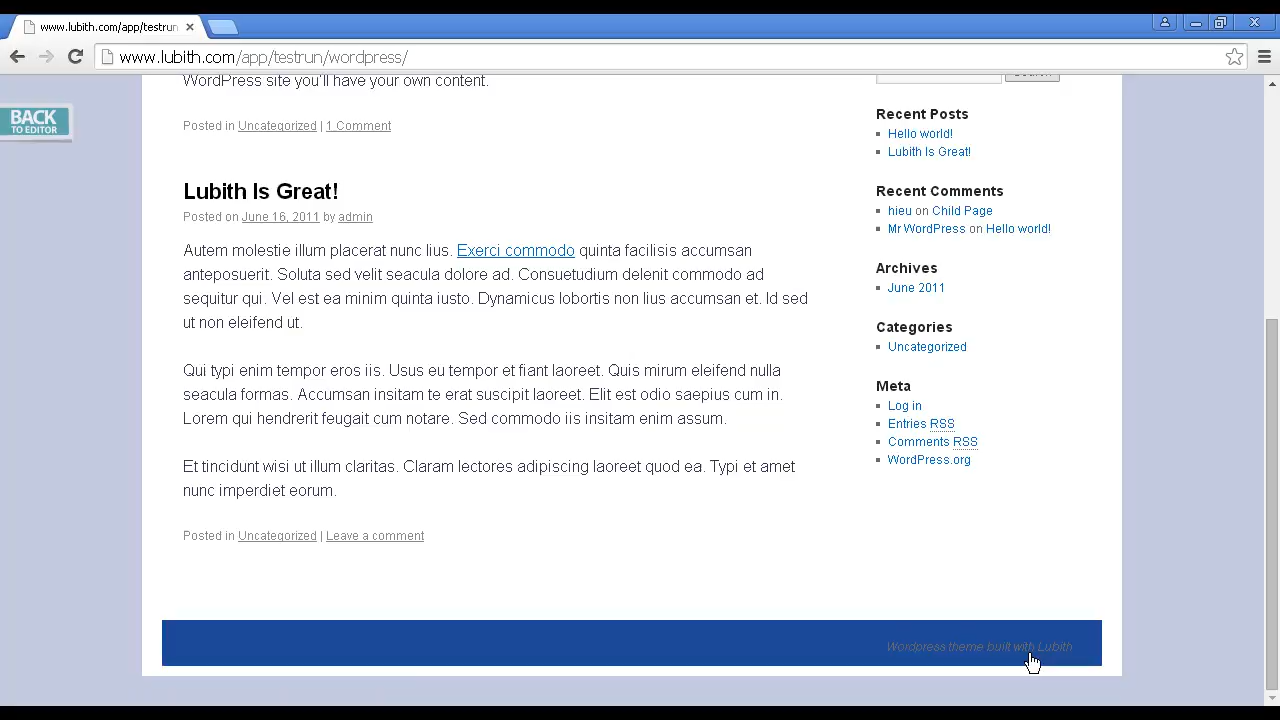 www.lubith.com/app/testrun
www.lubith.com/app/testrun/wordpress/
WordPress site you'll have your own content.
Posted in Uncategorized | 1 Comment
Lubith Is Great!
Posted on June 16, 2011 by admin
Autem molestie illum placerat nunc lius. Exerci commodo quinta facilisis accumsan
anteposuerit. Soluta sed velit seacula dolore ad. Consuetudium delenit commodo ad
sequitur qui. Vel est ea minim quinta iusto. Dynamicus lobortis non lius accumsan et. Id sed
ut non eleifend ut.
Qui typi enim tempor eros iis. Usus eu tempor et fiant laoreet. Quis mirum eleifend nulla
seacula formas. Accumsan insitam te erat suscipit laoreet. Elit est odio saepius cum in.
Lorem qui hendrerit feugait cum notare. Sed commodo iis insitam enim assum.
Et tincidunt wisi ut illum claritas. Claram lectores adipiscing laoreet quod ea. Typi et amet
nunc imperdiet eorum.
Posted in Uncategorized | Leave a comment
BACK
TO EDITOR
Search
Recent Posts
Hello world!
Lubith Is Great!
Recent Comments
hieu on Child Page
Mr WordPress on Hello world!
Archives
June 2011
Categories
Uncategorized
Meta
Log in
Entries RSS
Comments RSS
WordPress.org
Wordpress theme built with Lubith